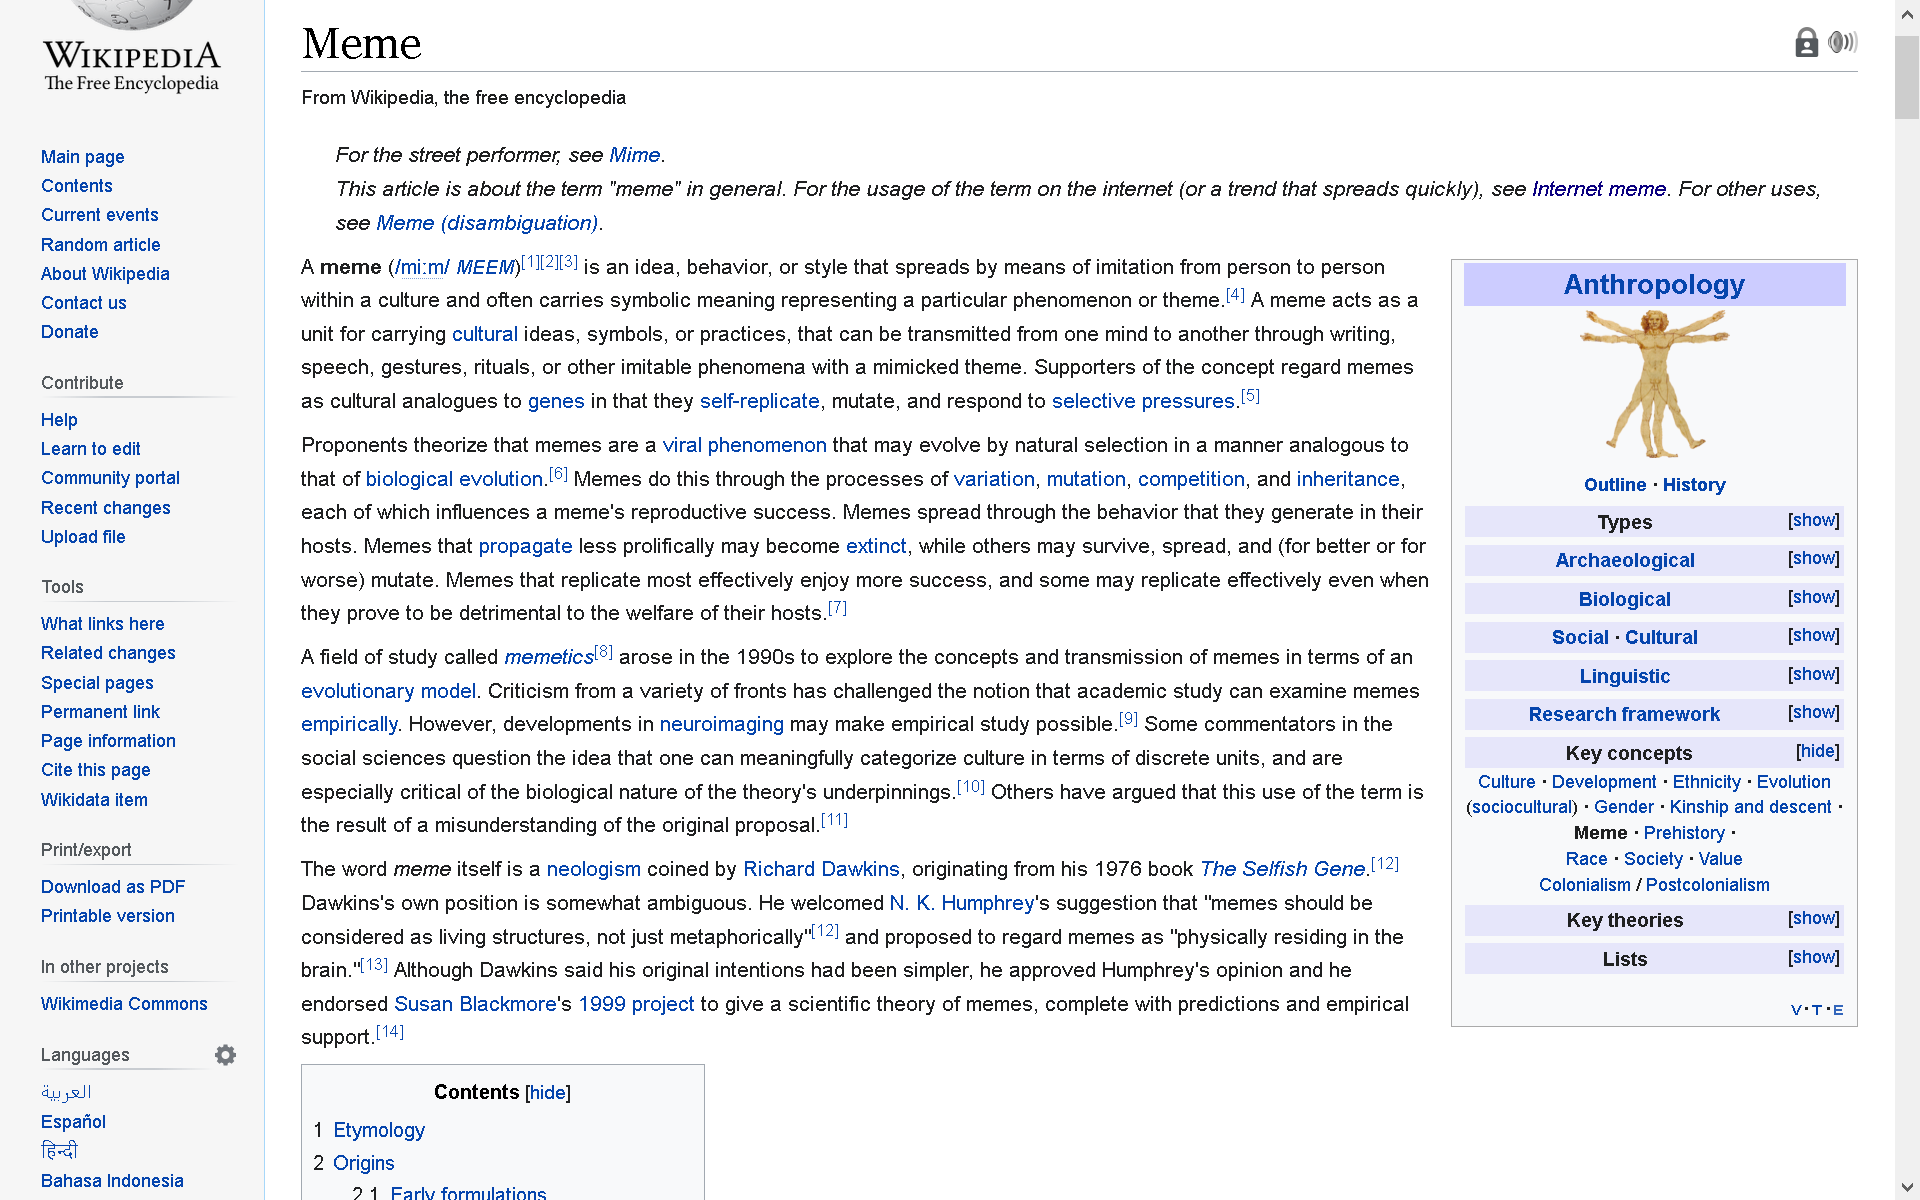 WIKIPEDIA
The Free Encyclopedia
Main page
Contents
Current events
Random article
About Wikipedia
Contact us
Donate
Contribute
Help
Learn to edit
Community portal
Recent changes
Upload file
Tools
What links here
Related changes
Special pages
Permanent link
Page information
Cite this page
Wikidata item
Print/export
Download as PDF
Printable version
In other projects
Wikimedia Commons
Languages
العربية
Español
हिन्दी
Bahasa Indonesia
Meme
From Wikipedia, the free encyclopedia
For the street performer, see Mime.
This article is about the term "meme" in general. For the usage of the term on the internet (or a trend that spreads quickly), see Internet meme. For other uses,
see Meme (disambiguation).
A meme (/miːm/ MEEM)[1][2][3] is an idea, behavior, or style that spreads by means of imitation from person to person
within a culture and often carries symbolic meaning representing a particular phenomenon or theme.[4] A meme acts as a
unit for carrying cultural ideas, symbols, or practices, that can be transmitted from one mind to another through writing,
speech, gestures, rituals, or other imitable phenomena with a mimicked theme. Supporters of the concept regard memes
as cultural analogues to genes in that they self-replicate, mutate, and respond to selective pressures.[5]
Proponents theorize that memes are a viral phenomenon that may evolve by natural selection in a manner analogous to
that of biological evolution.[6] Memes do this through the processes of variation, mutation, competition, and inheritance,
each of which influences a meme's reproductive success. Memes spread through the behavior that they generate in their
hosts. Memes that propagate less prolifically may become extinct, while others may survive, spread, and (for better or for
worse) mutate. Memes that replicate most effectively enjoy more success, and some may replicate effectively even when
they prove to be detrimental to the welfare of their hosts.[7]
A field of study called memetics[8] arose in the 1990s to explore the concepts and transmission of memes in terms of an
evolutionary model. Criticism from a variety of fronts has challenged the notion that academic study can examine memes
empirically. However, developments in neuroimaging may make empirical study possible.[9] Some commentators in the
social sciences question the idea that one can meaningfully categorize culture in terms of discrete units, and are
especially critical of the biological nature of the theory's underpinnings.[10] Others have argued that this use of the term is
the result of a misunderstanding of the original proposal.[11]
The word meme itself is a neologism coined by Richard Dawkins, originating from his 1976 book The Selfish Gene.[12]
Dawkins's own position is somewhat ambiguous. He welcomed N. K. Humphrey's suggestion that "memes should be
considered as living structures, not just metaphorically"[12] and proposed to regard memes as "physically residing in the
brain."[13] Although Dawkins said his original intentions had been simpler, he approved Humphrey's opinion and he
endorsed Susan Blackmore's 1999 project to give a scientific theory of memes, complete with predictions and empirical
support.[14]
Contents [hide]
1 Etymology
2 Origins
2.1 Early formulations
Anthropology
Outline · History
Types [show]
Archaeological [show]
Biological [show]
Social · Cultural [show]
Linguistic [show]
Research framework [show]
Key concepts [hide]
Culture · Development · Ethnicity · Evolution
(sociocultural) · Gender · Kinship and descent ·
Meme · Prehistory ·
Race · Society · Value
Colonialism / Postcolonialism
Key theories [show]
Lists [show]
V · T · E